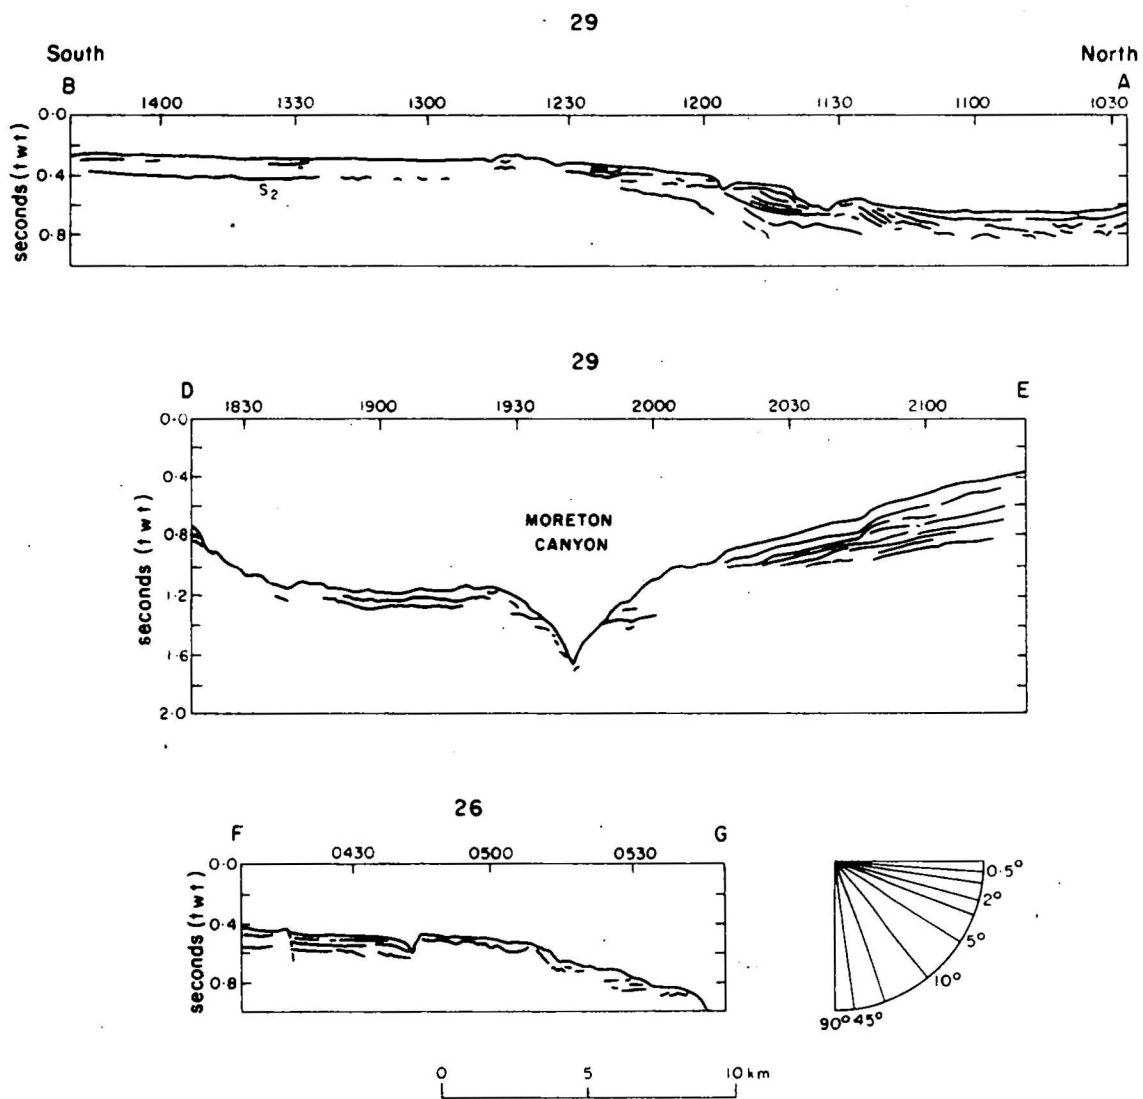 29
South North
B A
1400 1330 1300 1230 1200 1130 1100 1030
0·0
0·4
0·8
seconds (twt)
S2
29
D E
1830 1900 1930 2000 2030 2100
0·0
0·4
0·8
1·2
1·6
2·0
seconds (twt)
MORETON
CANYON
26
F G
0430 0500 0530
0·0
0·4
0·8
seconds (twt)
0·5°
2°
5°
10°
90° 45°
0 5 10 km